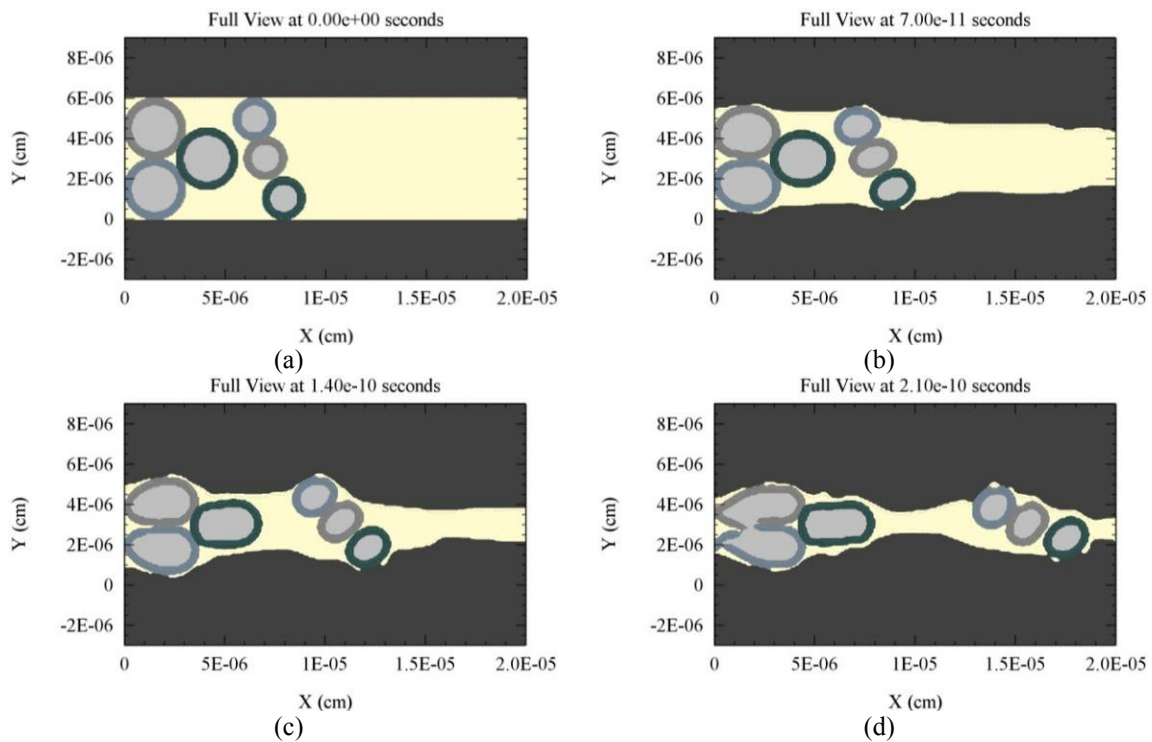 Full View at 0.00e+00 seconds
8E-06
6E-06
4E-06
2E-06
0
-2E-06
Y (cm)
0
5E-06
1E-05
1.5E-05
2.0E-05
X (cm)
(a)
Full View at 7.00e-11 seconds
8E-06
6E-06
4E-06
2E-06
0
-2E-06
Y (cm)
0
5E-06
1E-05
1.5E-05
2.0E-05
X (cm)
(b)
Full View at 1.40e-10 seconds
8E-06
6E-06
4E-06
2E-06
0
-2E-06
Y (cm)
0
5E-06
1E-05
1.5E-05
2.0E-05
X (cm)
(c)
Full View at 2.10e-10 seconds
8E-06
6E-06
4E-06
2E-06
0
-2E-06
Y (cm)
0
5E-06
1E-05
1.5E-05
2.0E-05
X (cm)
(d)